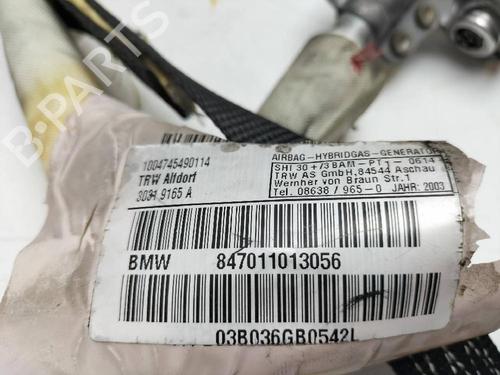 B-PARTS
1004745490114
TRW Alldorf
3031 9165 A
AIRBAG-HYBRIDGAS-GENERATOR
SHI 30 +/3 BAM - PT1 - 0614
TRW AS GmbH,84544 Aschau
Wernher von Braun Str.1
Tel. 08638 / 965-0 JAHR: 2003
BMW 847011013056
03B036GB0542L